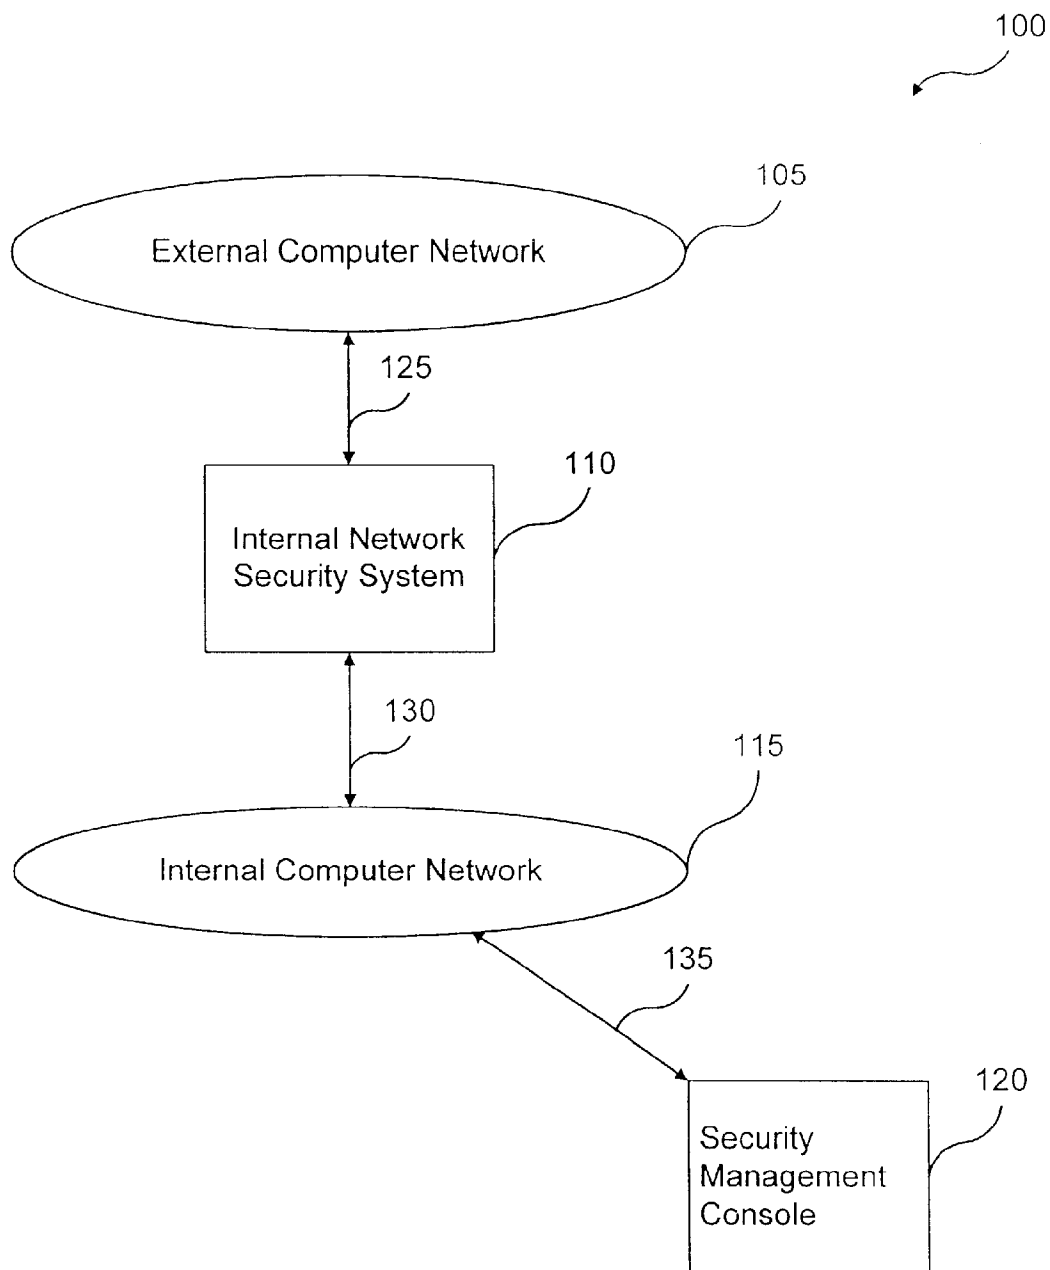 100
105
External Computer Network
125
110
Internal Network
Security System
130
115
Internal Computer Network
135
120
Security
Management
Console